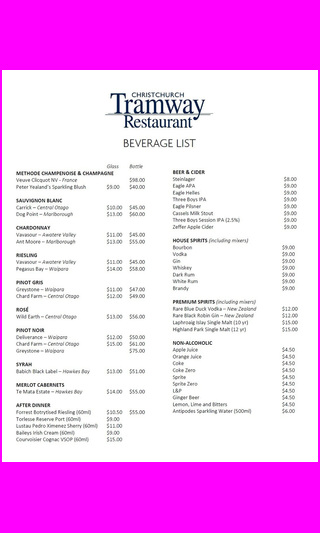 CHRISTCHURCH
Tramway
Restaurant
BEVERAGE LIST
Glass Bottle
METHODE CHAMPENOISE & CHAMPAGNE
Veuve Clicquot NV - France $98.00
Peter Yealand's Sparkling Blush $9.00 $40.00
SAUVIGNON BLANC
Carrick – Central Otago $10.00 $45.00
Dog Point – Marlborough $15.00 $60.00
CHARDONNAY
Vavasour – Awatere Valley $11.00 $45.00
Ant Moore – Marlborough $13.00 $55.00
RIESLING
Vavasour – Awatere Valley $11.00 $45.00
Pegasus Bay – Waipara $14.00 $58.00
PINOT GRIS
Greystone – Waipara $11.00 $47.00
Chard Farm – Central Otago $12.00 $49.00
ROSÉ
Wild Earth – Central Otago $13.00 $56.00
PINOT NOIR
Deliverance – Waipara $12.00 $50.00
Chard Farm – Central Otago $15.00 $61.00
Greystone – Waipara $75.00
SYRAH
Babich Black Label – Hawkes Bay $13.00 $51.00
MERLOT CABERNETS
Te Mata Estate – Hawkes Bay $14.00 $55.00
AFTER DINNER
Forrest Botrytised Riesling (60ml) $10.50 $55.00
Torlesse Reserve Port (60ml) $9.00
Lustau Pedro Ximenez Sherry (60ml) $11.00
Baileys Irish Cream (60ml) $9.00
Courvoisier Cognac VSOP (60ml) $15.00
BEER & CIDER
Steinlager $8.00
Eagle APA $9.00
Eagle Helles $9.00
Three Boys IPA $9.00
Eagle Pilsner $9.00
Cassels Milk Stout $9.00
Three Boys Session IPA (2.5%) $9.00
Zeffer Apple Cider $9.00
HOUSE SPIRITS (including mixers)
Bourbon $9.00
Vodka $9.00
Gin $9.00
Whiskey $9.00
Dark Rum $9.00
White Rum $9.00
Brandy $9.00
PREMIUM SPIRITS (including mixers)
Rare Blue Duck Vodka – New Zealand $12.00
Rare Black Robin Gin – New Zealand $12.00
Laphroaig Islay Single Malt (10 yr) $15.00
Highland Park Single Malt (12 yr) $15.00
NON-ALCOHOLIC
Apple Juice $4.50
Orange Juice $4.50
Coke $4.50
Coke Zero $4.50
Sprite $4.50
Sprite Zero $4.50
L&P $4.50
Ginger Beer $4.50
Lemon, Lime and Bitters $4.50
Antipodes Sparkling Water (500ml) $6.00